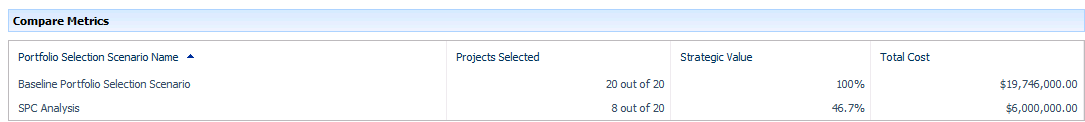 Compare Metrics
Portfolio Selection Scenario Name Projects Selected Strategic Value Total Cost
Baseline Portfolio Selection Scenario 20 out of 20 100% $19,746,000.00
SPC Analysis 8 out of 20 46.7% $6,000,000.00